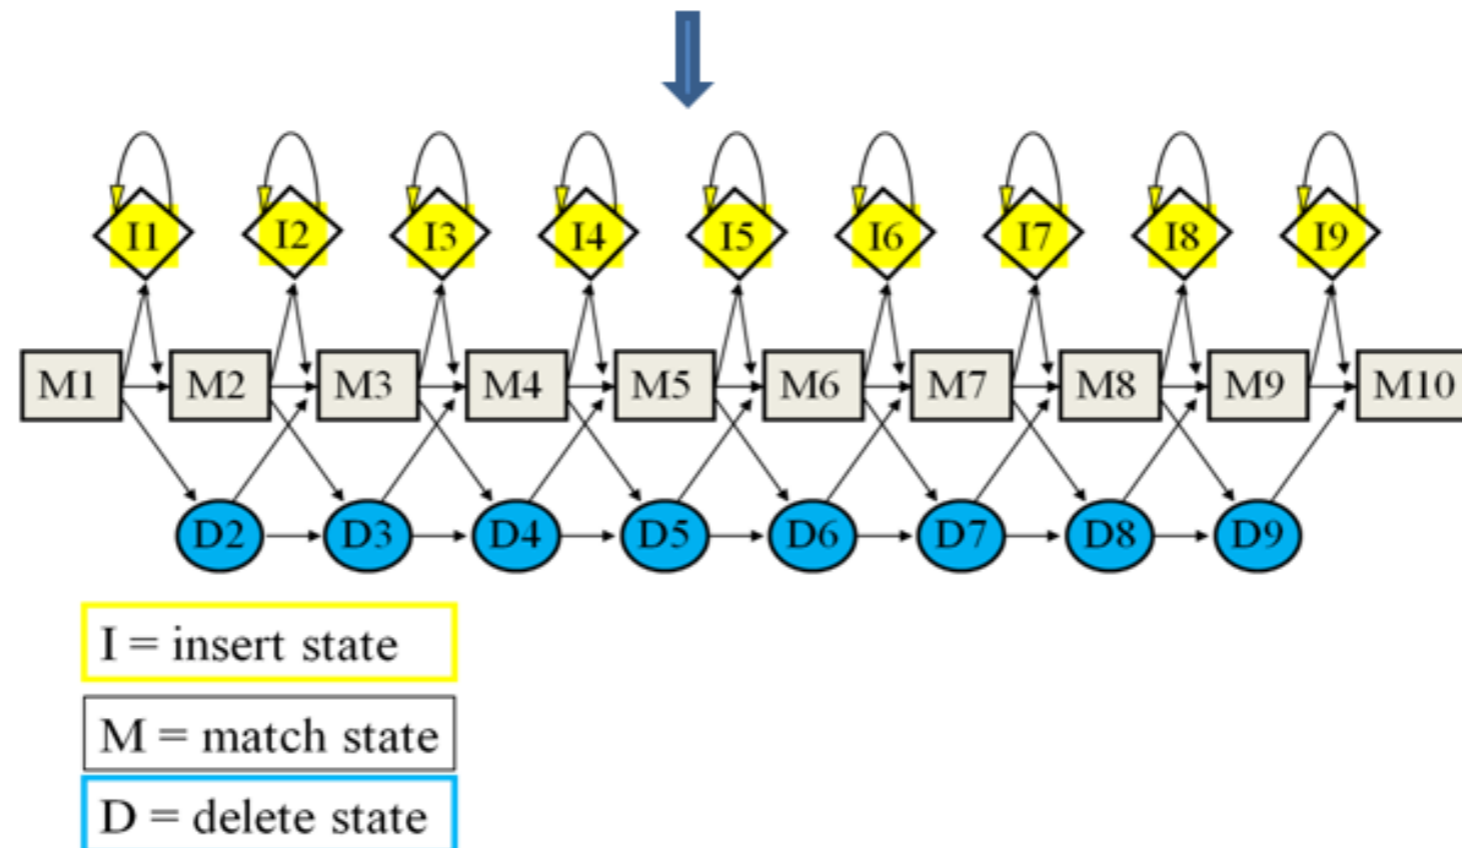 I1 I2 I3 I4 I5 I6 I7 I8 I9
M1 M2 M3 M4 M5 M6 M7 M8 M9 M10
D2 D3 D4 D5 D6 D7 D8 D9
I = insert state
M = match state
D = delete state